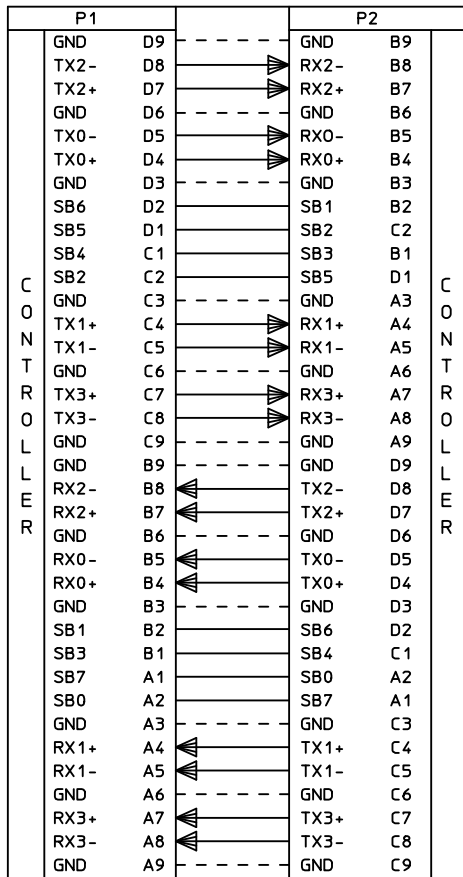 P1 P2
GND D9 GND B9
TX2- D8 RX2- B8
TX2+ D7 RX2+ B7
GND D6 GND B6
TX0- D5 RX0- B5
TX0+ D4 RX0+ B4
GND D3 GND B3
SB6 D2 SB1 B2
SB5 D1 SB2 C2
SB4 C1 SB3 B1
SB2 C2 SB5 D1
GND C3 GND A3
TX1+ C4 RX1+ A4
TX1- C5 RX1- A5
GND C6 GND A6
TX3+ C7 RX3+ A7
TX3- C8 RX3- A8
GND C9 GND A9
GND B9 GND D9
RX2- B8 TX2- D8
RX2+ B7 TX2+ D7
GND B6 GND D6
RX0- B5 TX0- D5
RX0+ B4 TX0+ D4
GND B3 GND D3
SB1 B2 SB6 D2
SB3 B1 SB4 C1
SB7 A1 SB0 A2
SB0 A2 SB7 A1
GND A3 GND C3
RX1+ A4 TX1+ C4
RX1- A5 TX1- C5
GND A6 GND C6
RX3+ A7 TX3+ C7
RX3- A8 TX3- C8
GND A9 GND C9
CONTROLLER
CONTROLLER